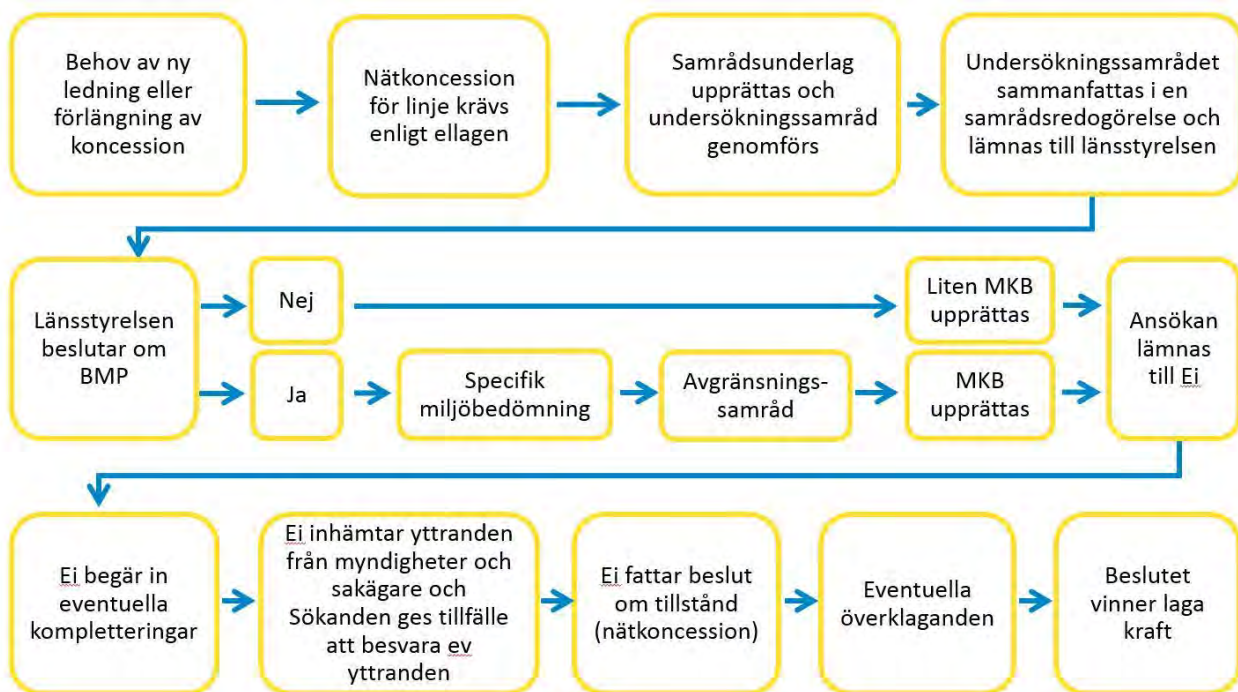 Behov av ny
ledning eller
förlängning av
koncession
Nätkoncession
för linje krävs
enligt ellagen
Samrådsunderlag
upprättas och
undersökningssamråd
genomförs
Undersökningssamrådet
sammanfattas i en
samrådsredogörelse och
lämnas till länsstyrelsen
Länsstyrelsen
beslutar om
BMP
Nej
Liten MKB
upprättas
Ja
Specifik
miljöbedömning
Avgränsnings-
samråd
MKB
upprättas
Ansökan
lämnas
till Ei
Ei begär in
eventuella
kompletteringar
Ei inhämtar yttranden
från myndigheter och
sakägare och
Sökanden ges tillfälle
att besvara ev
yttranden
Ei fattar beslut
om tillstånd
(nätkoncession)
Eventuella
överklaganden
Beslutet
vinner laga
kraft